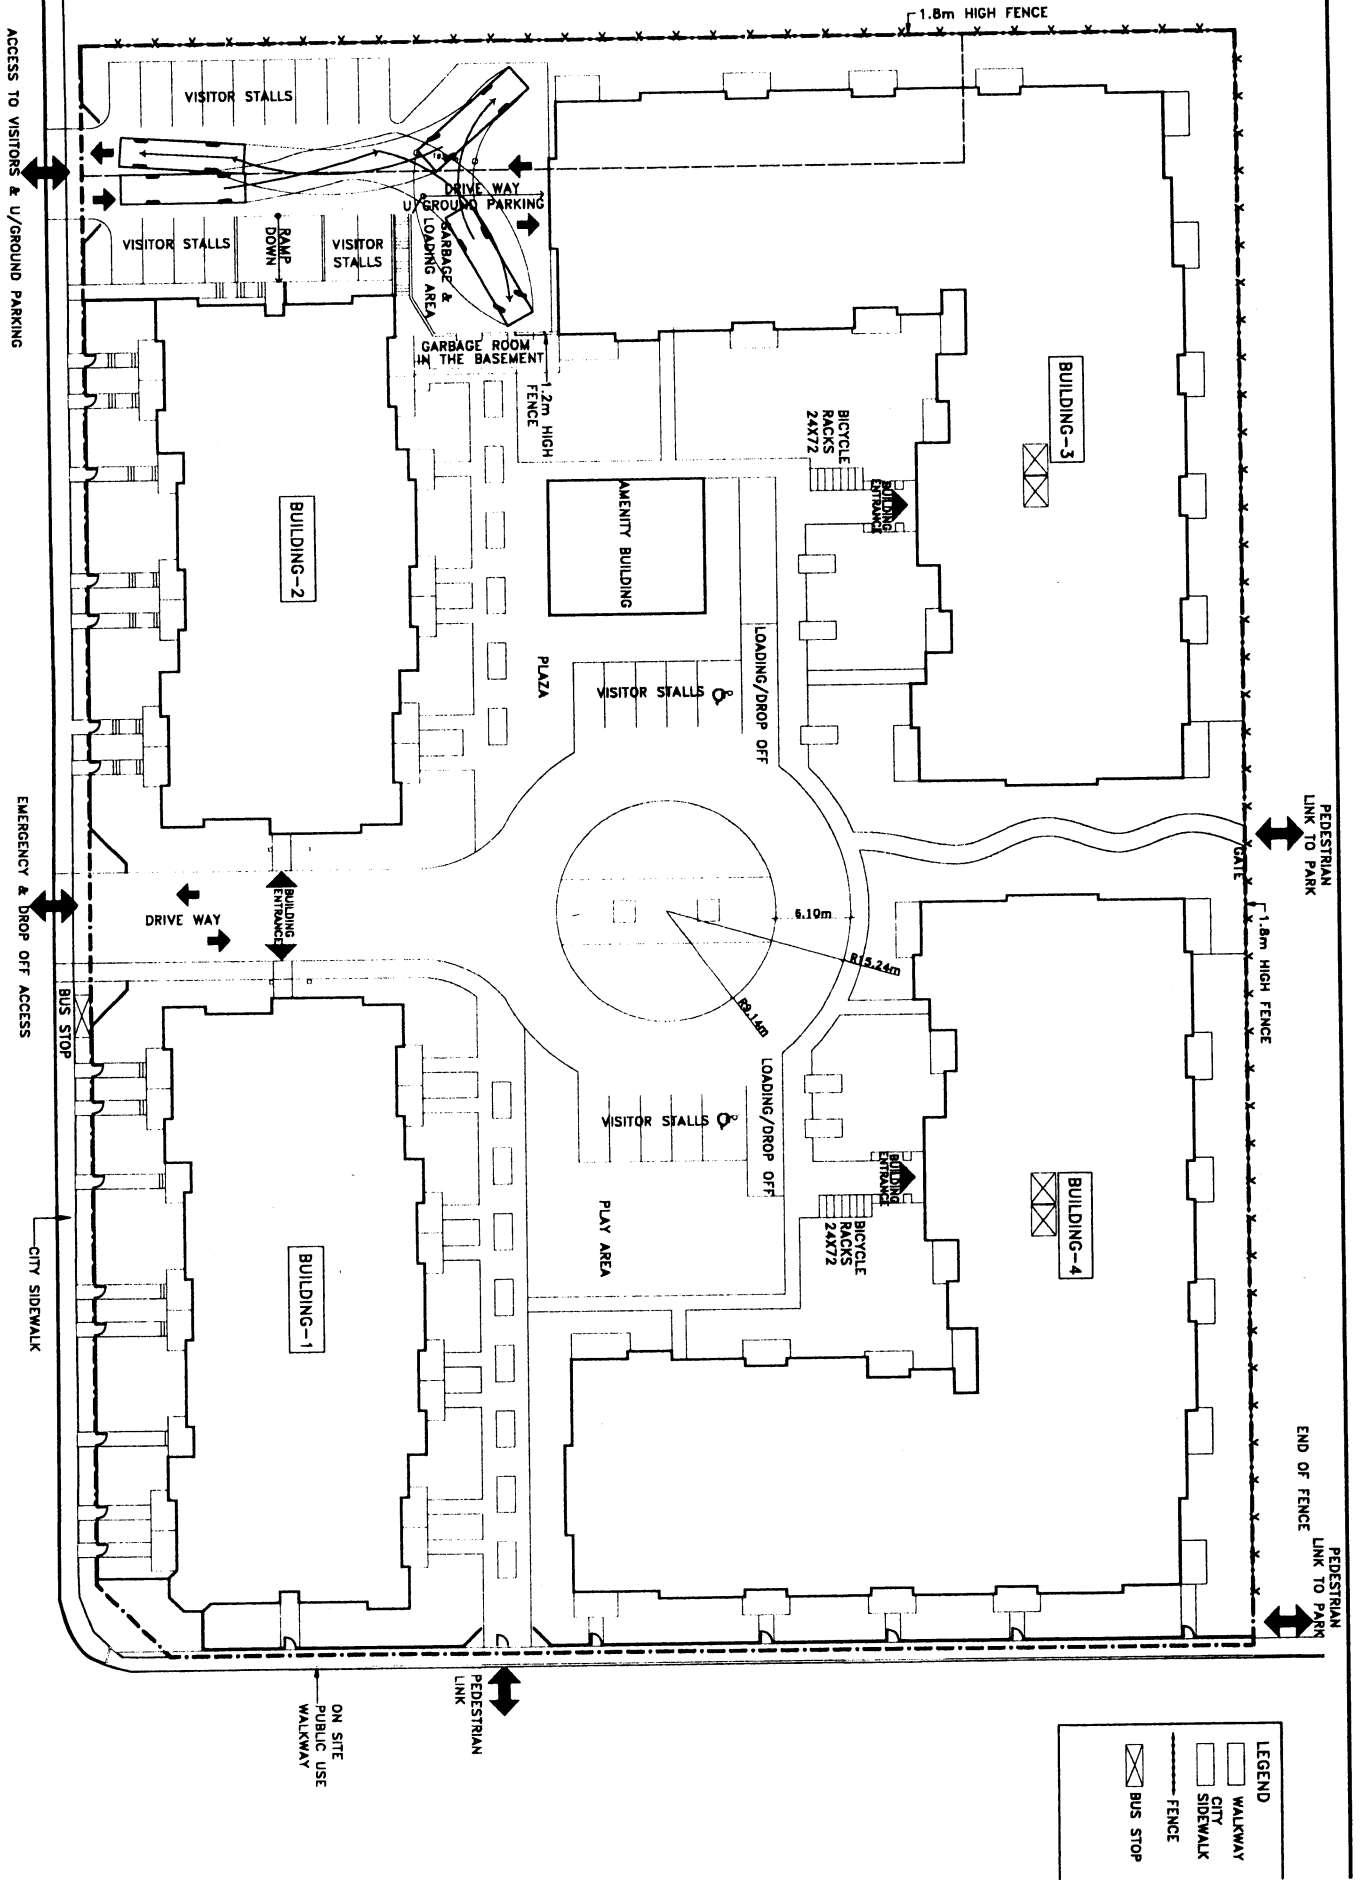 1.8m HIGH FENCE
ACCESS TO VISITORS & U/GROUND PARKING
VISITOR STALLS
DRIVE WAY
U/GROUND PARKING
VISITOR STALLS
RAMP
DOWN
VISITOR
STALLS
GARBAGE &
LOADING AREA
GARBAGE ROOM
IN THE BASEMENT
1.2m HIGH
FENCE
BUILDING-3
BICYCLE
RACKS
24X72
BUILDING
ENTRANCE
BUILDING-2
AMENITY BUILDING
PLAZA
VISITOR STALLS
LOADING/DROP OFF
PEDESTRIAN
LINK TO PARK
GATE
1.8m HIGH FENCE
EMERGENCY & DROP OFF ACCESS
DRIVE WAY
BUILDING
ENTRANCE
6.10m
R15.24m
R9.14m
BUS STOP
VISITOR STALLS
LOADING/DROP OFF
BUILDING
ENTRANCE
BICYCLE
RACKS
24X72
BUILDING-4
PLAY AREA
BUILDING-1
CITY SIDEWALK
END OF FENCE
PEDESTRIAN
LINK TO PARK
PEDESTRIAN
LINK
ON SITE
PUBLIC USE
WALKWAY
LEGEND
WALKWAY
CITY
SIDEWALK
FENCE
BUS STOP